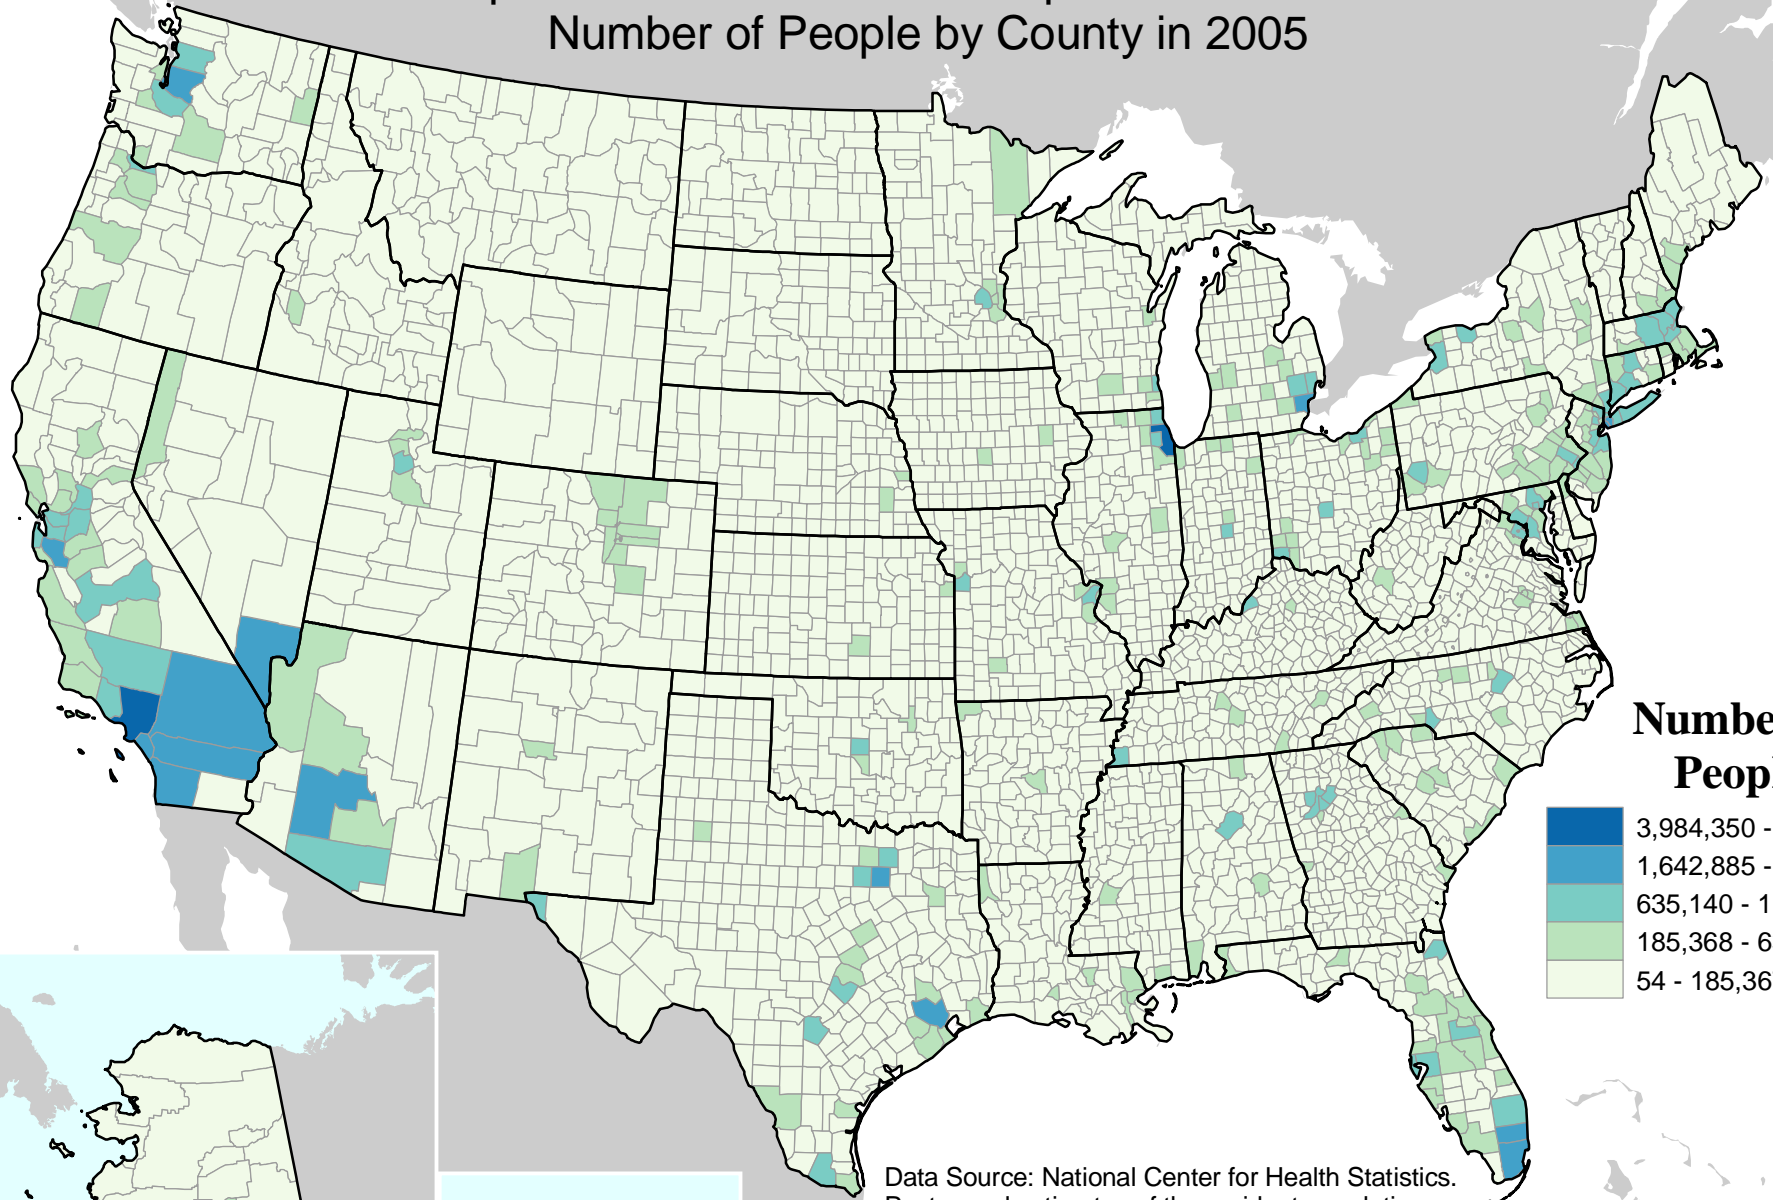 Number of People by County in 2005
Numbe
Peop
3,984,350 -
1,642,885 -
635,140 - 1
185,368 - 6
54 - 185,36
Data Source: National Center for Health Statistics.